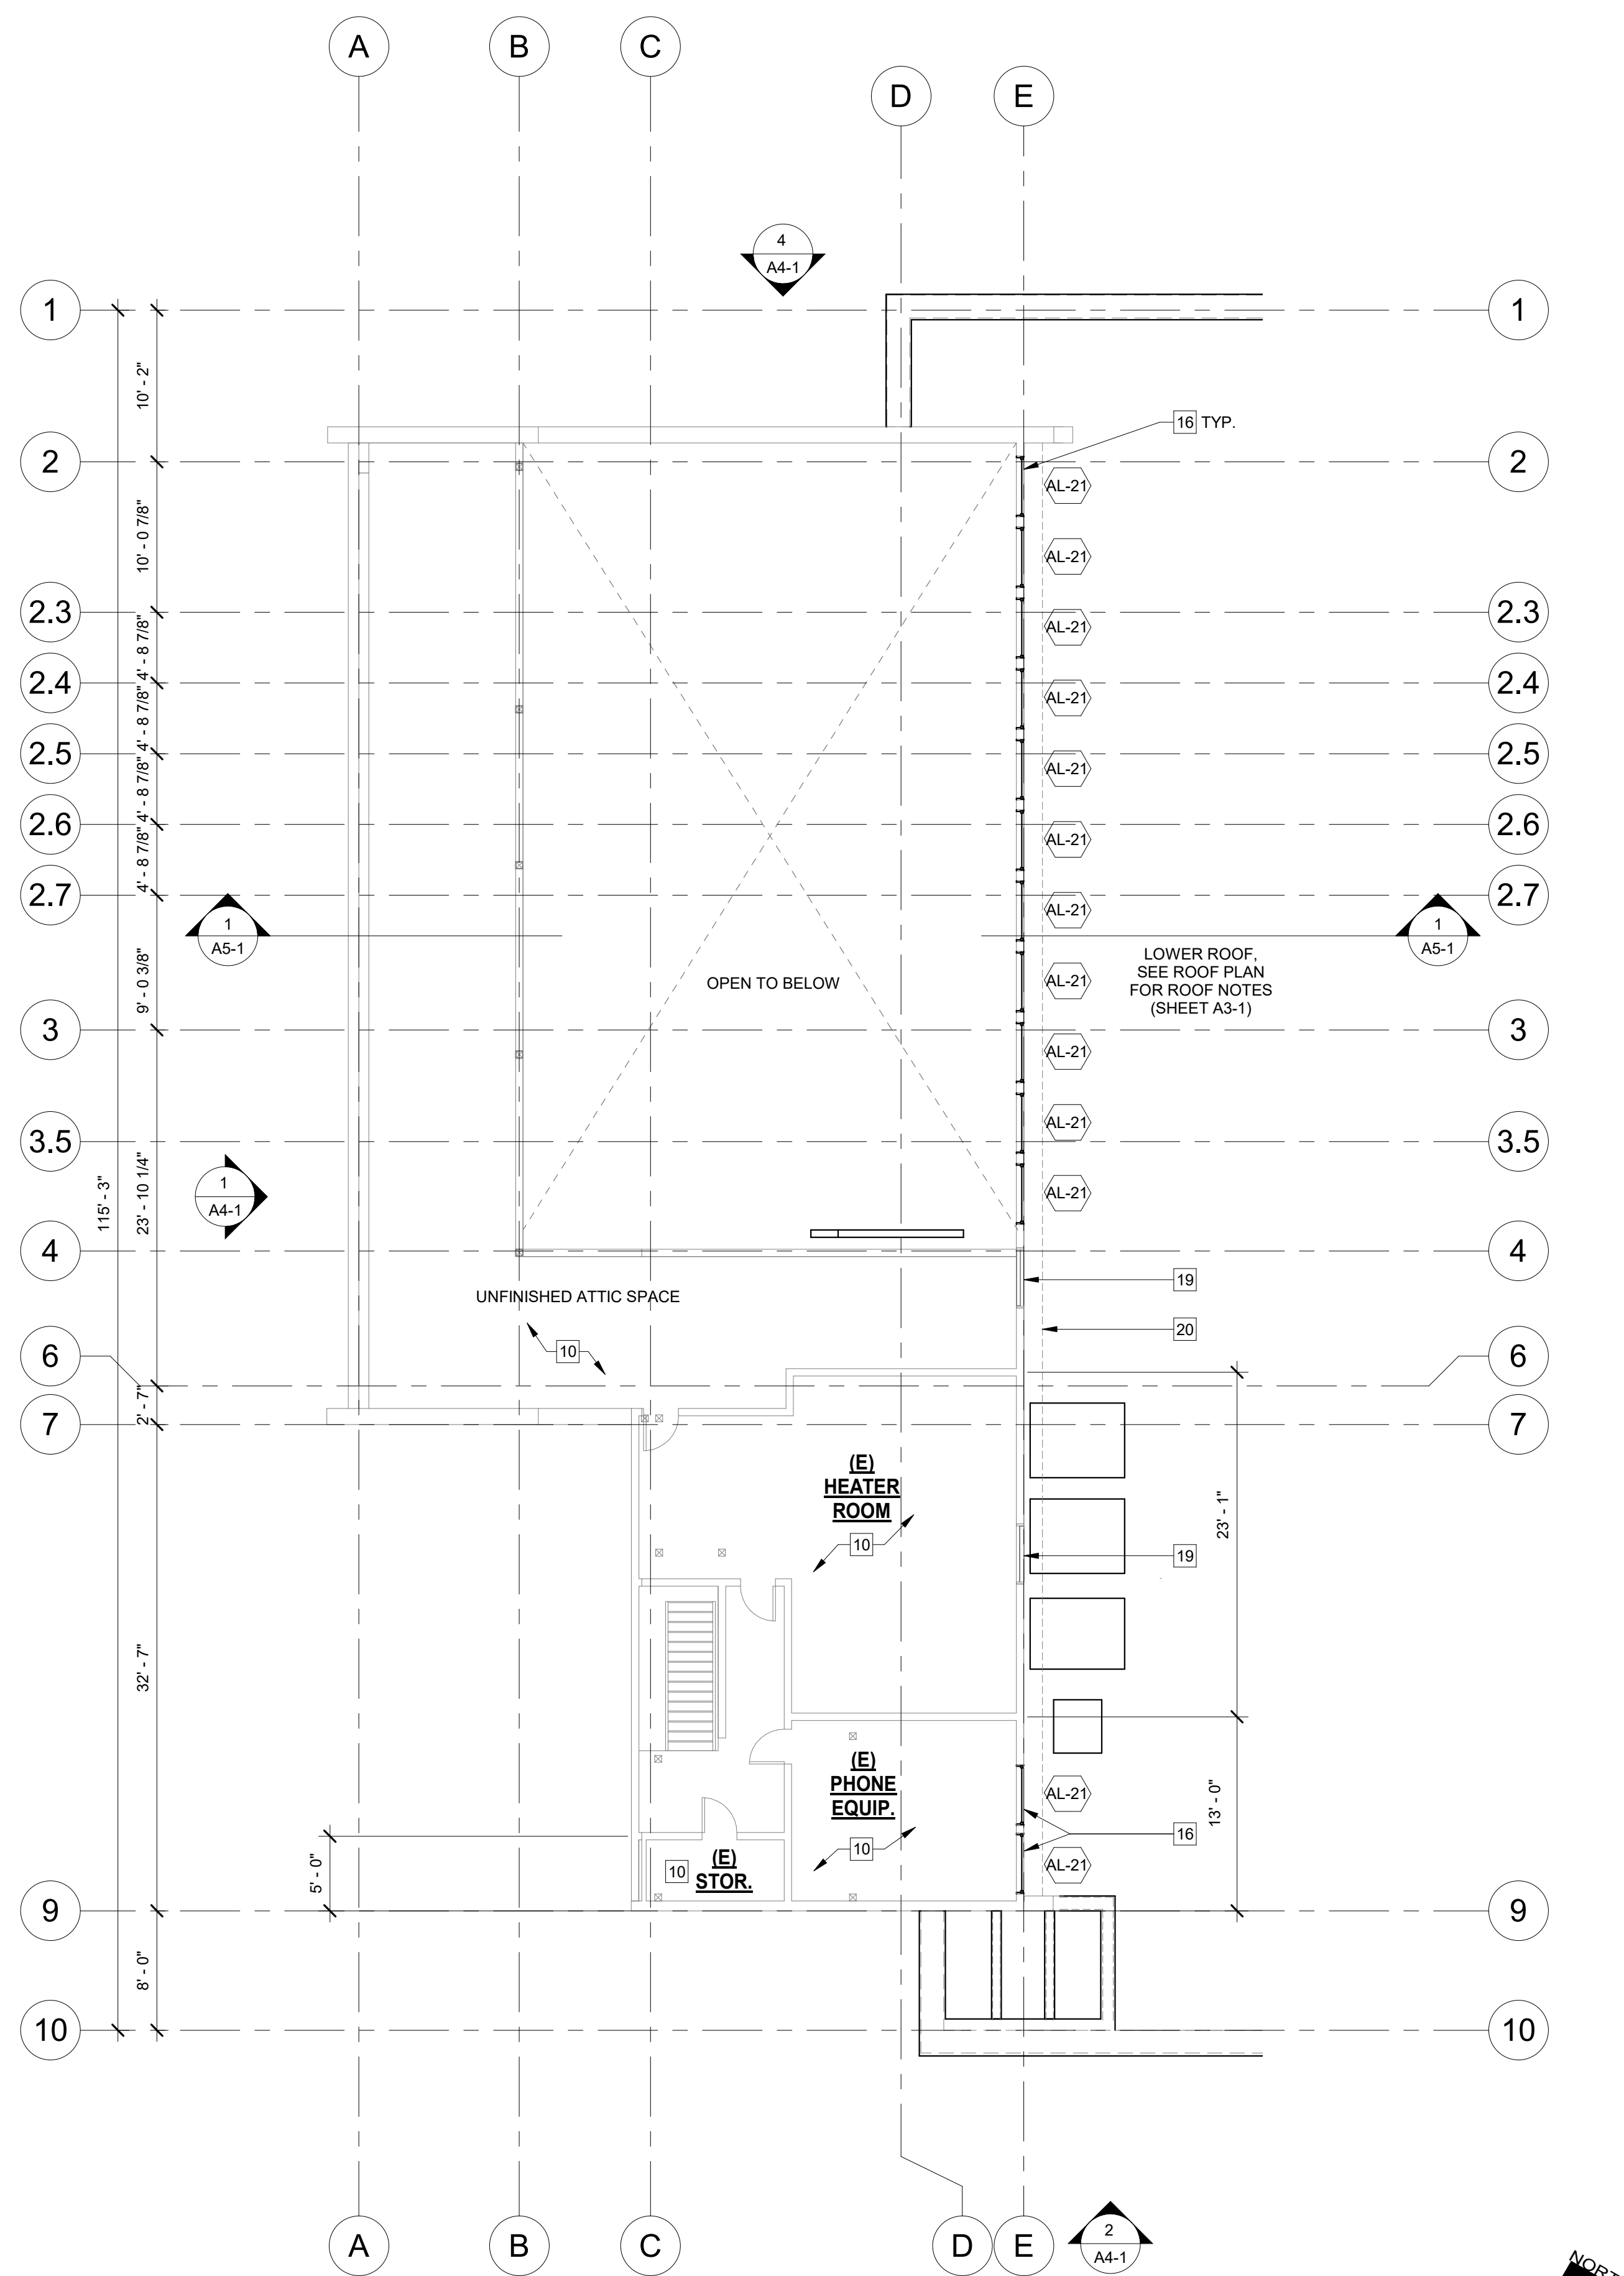 A
B
C
D
E
4
A4-1
1
1
10' - 2"
16 TYP.
2
2
AL-21
10' - 0 7/8"
AL-21
2.3
2.3
AL-21
4' - 8 7/8"
2.4
2.4
AL-21
4' - 8 7/8"
2.5
2.5
AL-21
4' - 8 7/8"
2.6
2.6
AL-21
4' - 8 7/8"
2.7
2.7
AL-21
1
A5-1
1
A5-1
9' - 0 3/8"
OPEN TO BELOW
AL-21
LOWER ROOF,
SEE ROOF PLAN
FOR ROOF NOTES
(SHEET A3-1)
3
3
AL-21
3.5
3.5
AL-21
115' - 3"
23' - 10 1/4"
1
A4-1
AL-21
4
4
19
UNFINISHED ATTIC SPACE
20
10
6
6
2' - 7"
7
7
(E)
HEATER
ROOM
10
23' - 1"
19
32' - 7"
(E)
PHONE
EQUIP.
AL-21
13' - 0"
16
10
AL-21
5' - 0"
10
(E)
STOR.
9
9
8' - 0"
10
10
A
B
C
D
E
2
A4-1